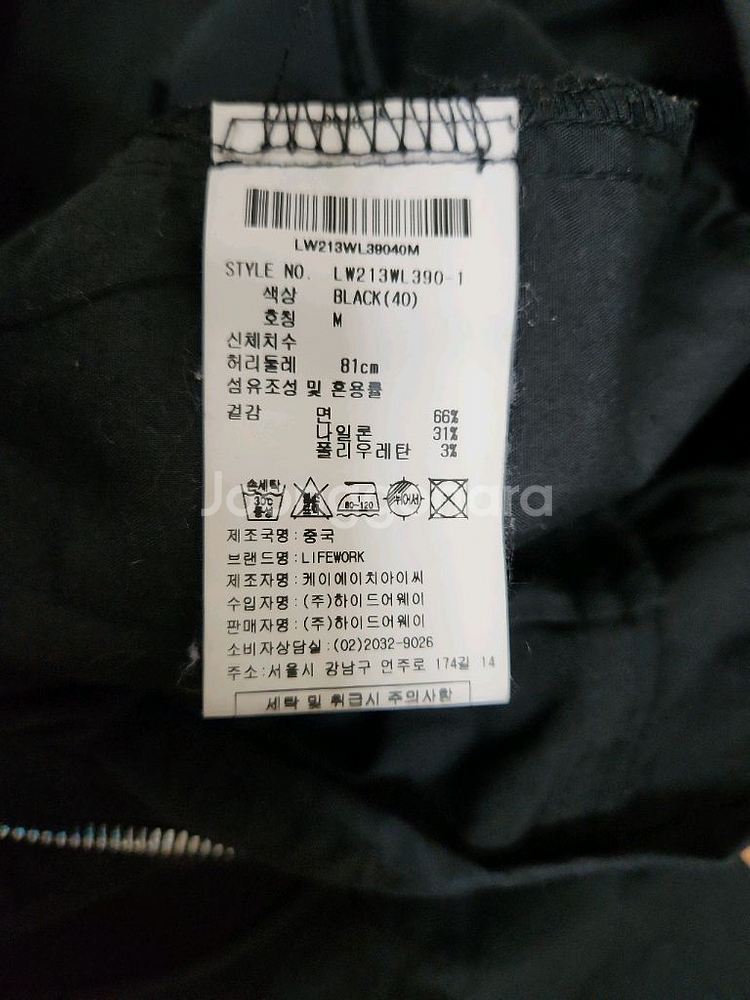 LW213WL39040M
STYLE NO. LW213WL390-1
색상 BLACK(40)
호칭 M
신체치수
허리둘레 81cm
섬유조성 및 혼용률
겉감 면 66%
나일론 31%
폴리우레탄 3%
손세탁
30℃
중성
80~120
뉘어서
Joonggonara
제조국명:중국
브랜드명:LIFEWORK
제조자명:케이에이치아이씨
수입자명:(주)하이드어웨이
판매자명:(주)하이드어웨이
소비자상담실:(02)2032-9026
주소:서울시 강남구 언주로 174길 14
세탁 및 취급시 주의사항